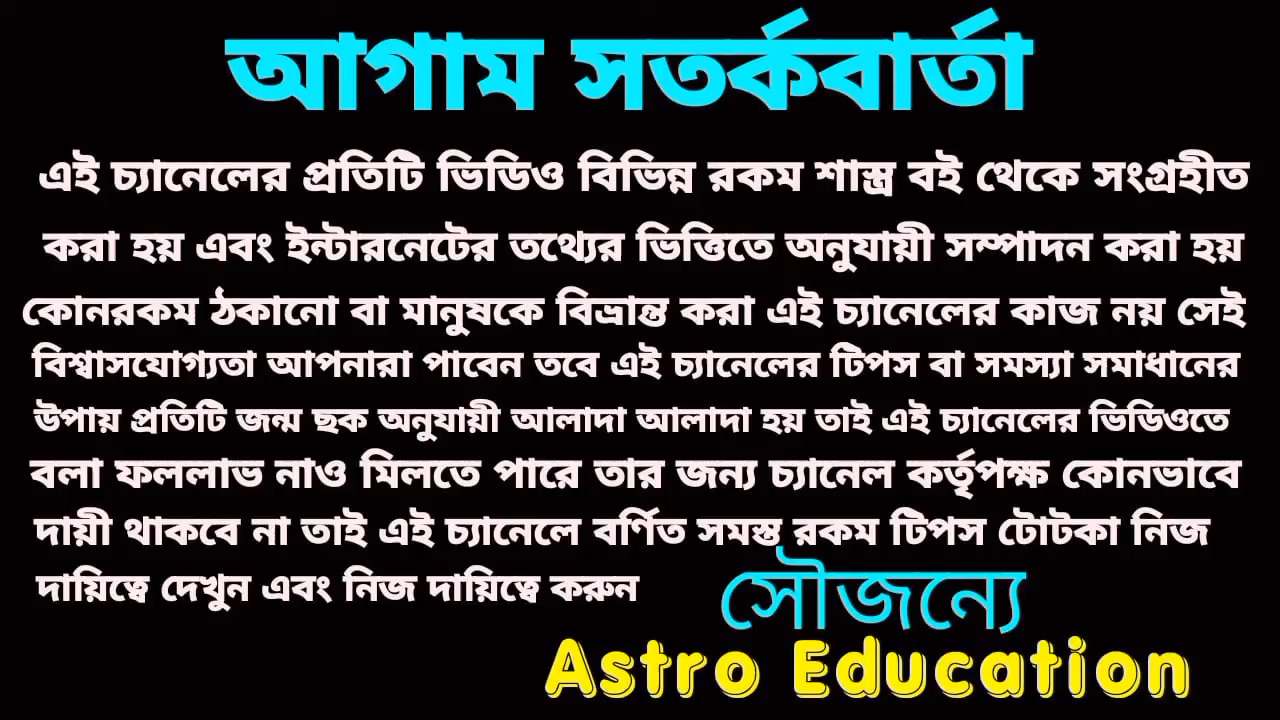 আগাম সতর্কবার্তা
এই চ্যানেলের প্রতিটি ভিডিও বিভিন্ন রকম শাস্ত্র বই থেকে সংগ্রহীত
করা হয় এবং ইন্টারনেটের তথ্যের ভিত্তিতে অনুযায়ী সম্পাদন করা হয়
কোনরকম ঠকানো বা মানুষকে বিভ্রান্ত করা এই চ্যানেলের কাজ নয় সেই
বিশ্বাসযোগ্যতা আপনারা পাবেন তবে এই চ্যানেলের টিপস বা সমস্যা সমাধানের
উপায় প্রতিটি জন্ম ছক অনুযায়ী আলাদা আলাদা হয় তাই এই চ্যানেলের ভিডিওতে
বলা ফললাভ নাও মিলতে পারে তার জন্য চ্যানেল কর্তৃপক্ষ কোনভাবে
দায়ী থাকবে না তাই এই চ্যানেলে বর্ণিত সমস্ত রকম টিপস টোটকা নিজ
দায়িত্বে দেখুন এবং নিজ দায়িত্বে করুন
সৌজন্যে
Astro Education